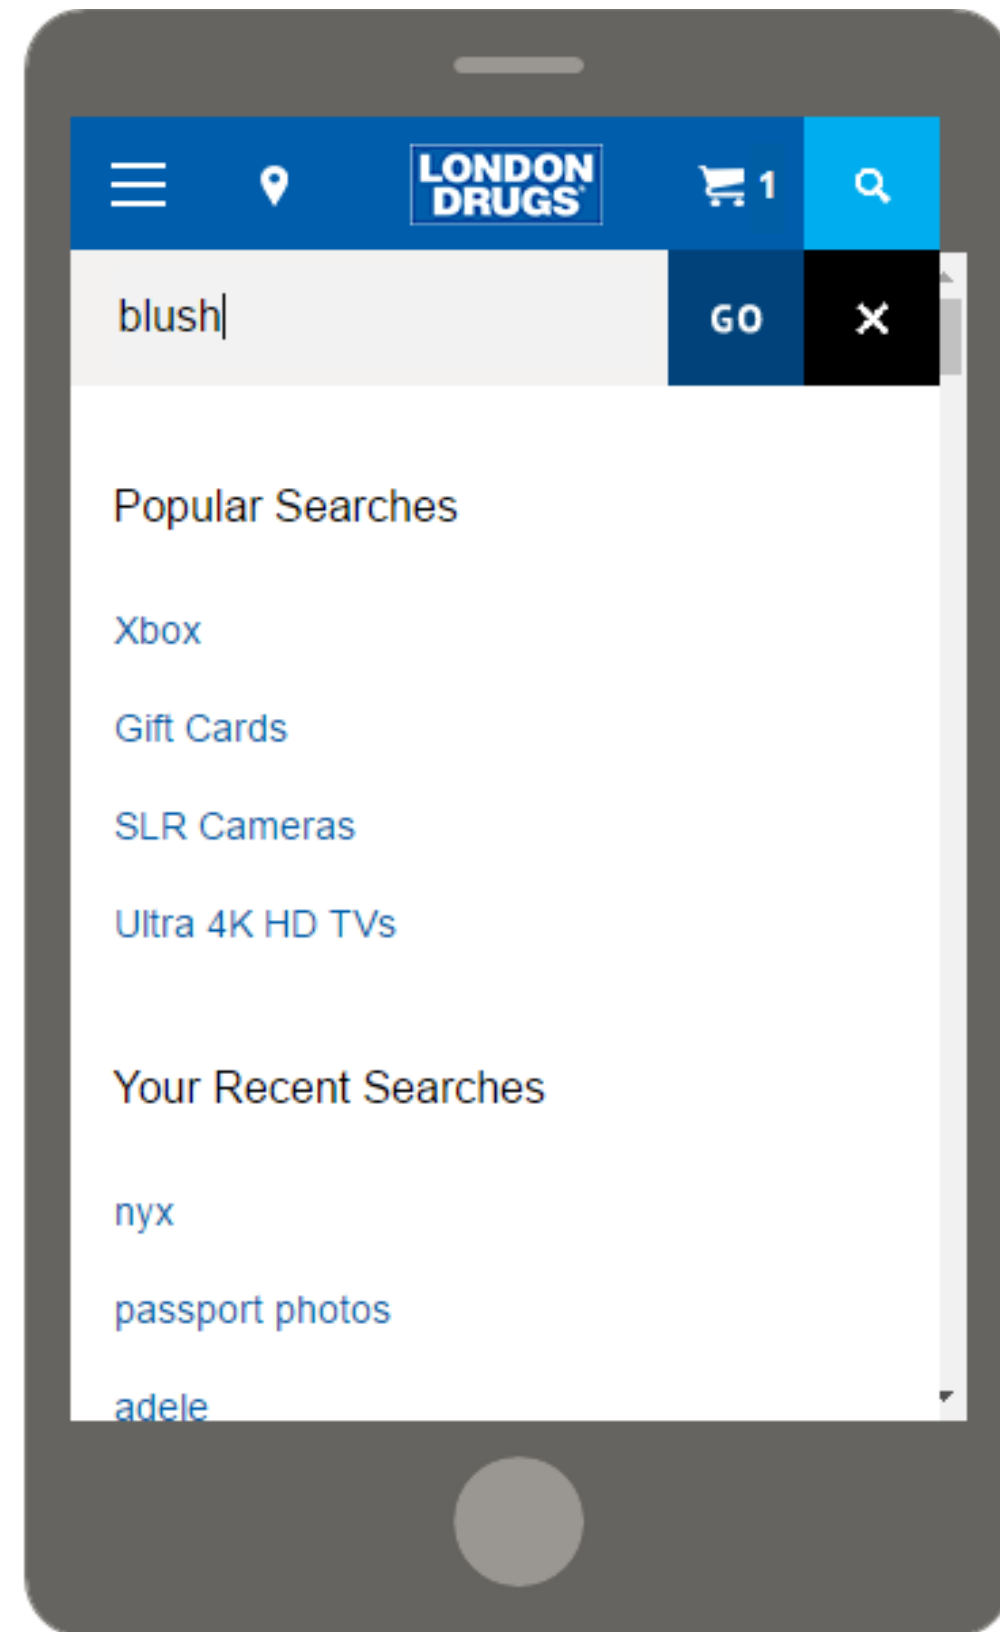 LONDON
DRUGS
1
blush
GO
Popular Searches
Xbox
Gift Cards
SLR Cameras
Ultra 4K HD TVs
Your Recent Searches
nyx
passport photos
adele